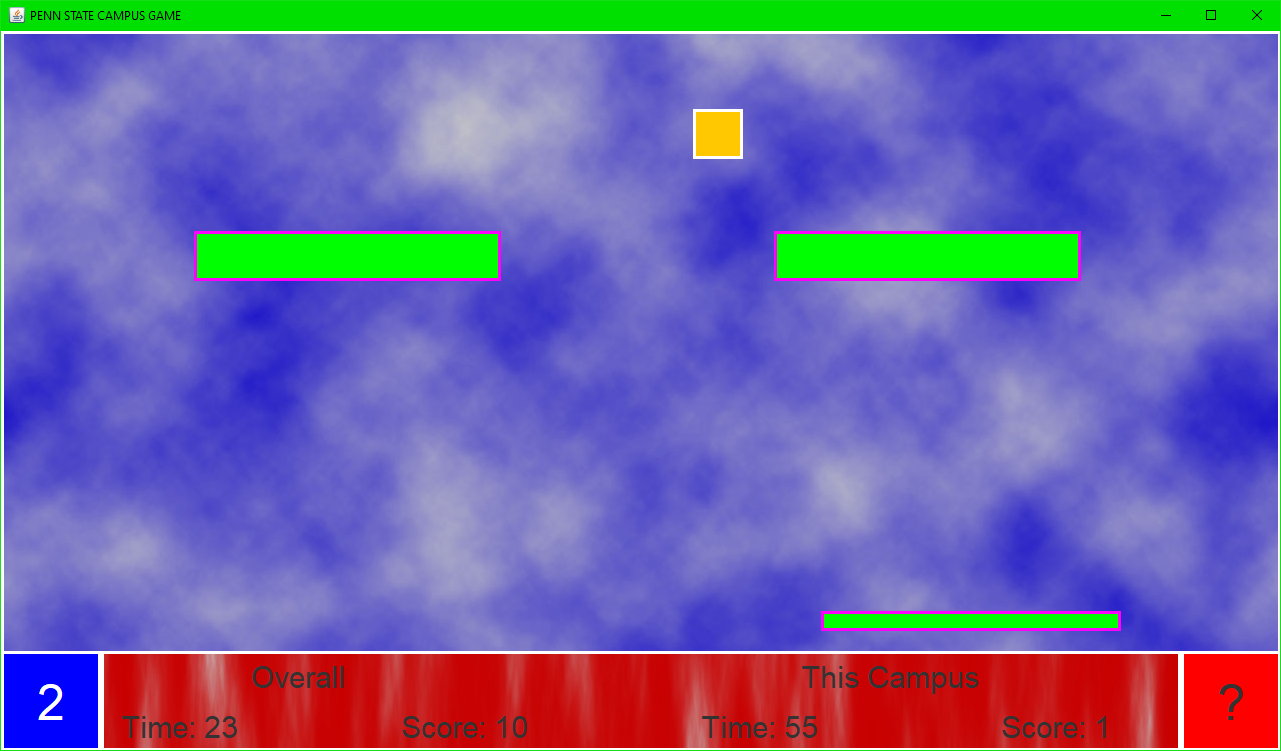 PENN STATE CAMPUS GAME
2
Overall
This Campus
?
Time: 23
Score: 10
Time: 55
Score: 1